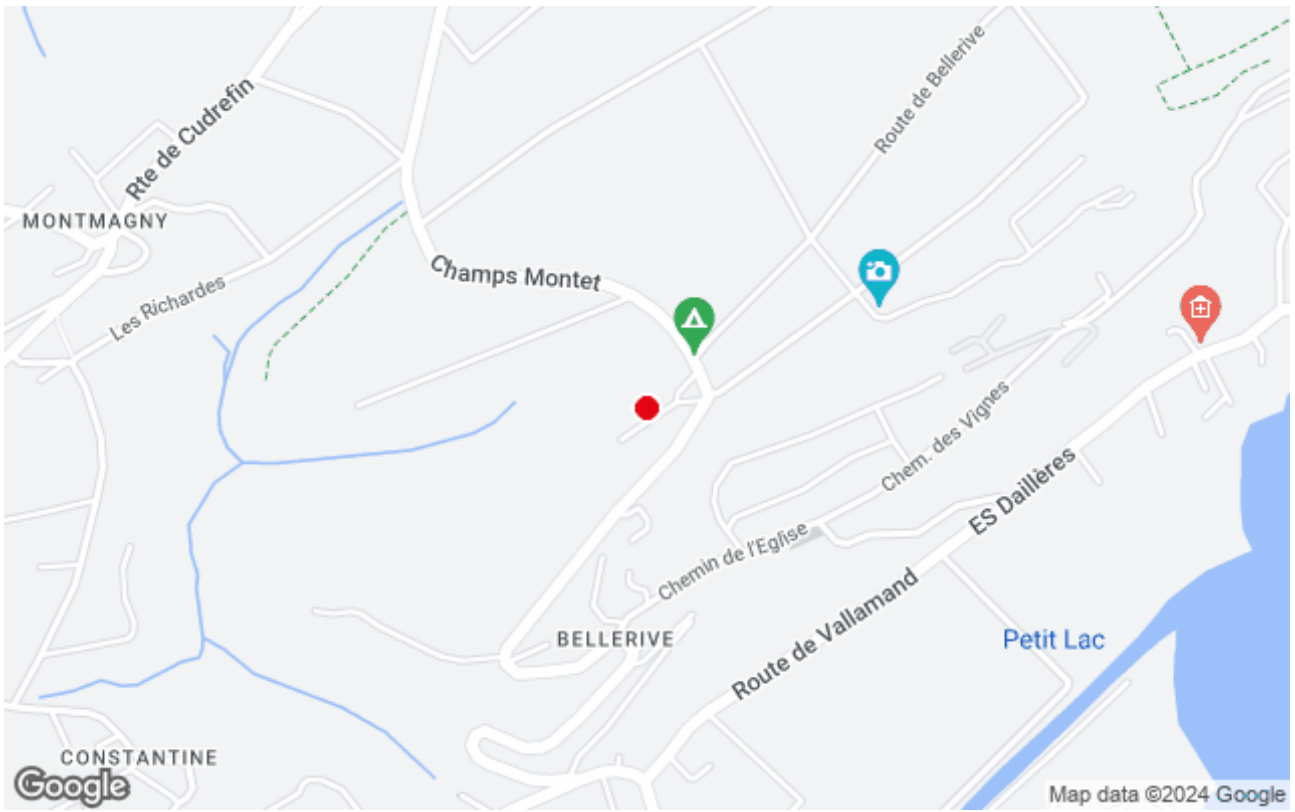 Rte de Cudrefin
Route de Bellerive
MONTMAGNY
Champs Montet
Les Richardes
Chem. des Vignes
ES Daillères
Chemin de l'Eglise
Route de Vallamand
BELLERIVE
Petit Lac
CONSTANTINE
Google
Map data ©2024 Google